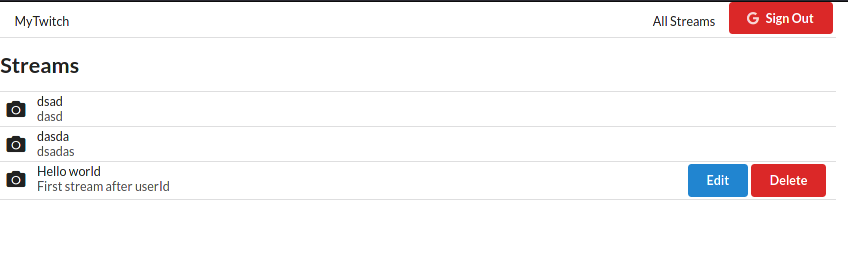 MyTwitch
All Streams
Sign Out
Streams
dsad
dasd
dasda
dsadas
Hello world
First stream after userId
Edit
Delete